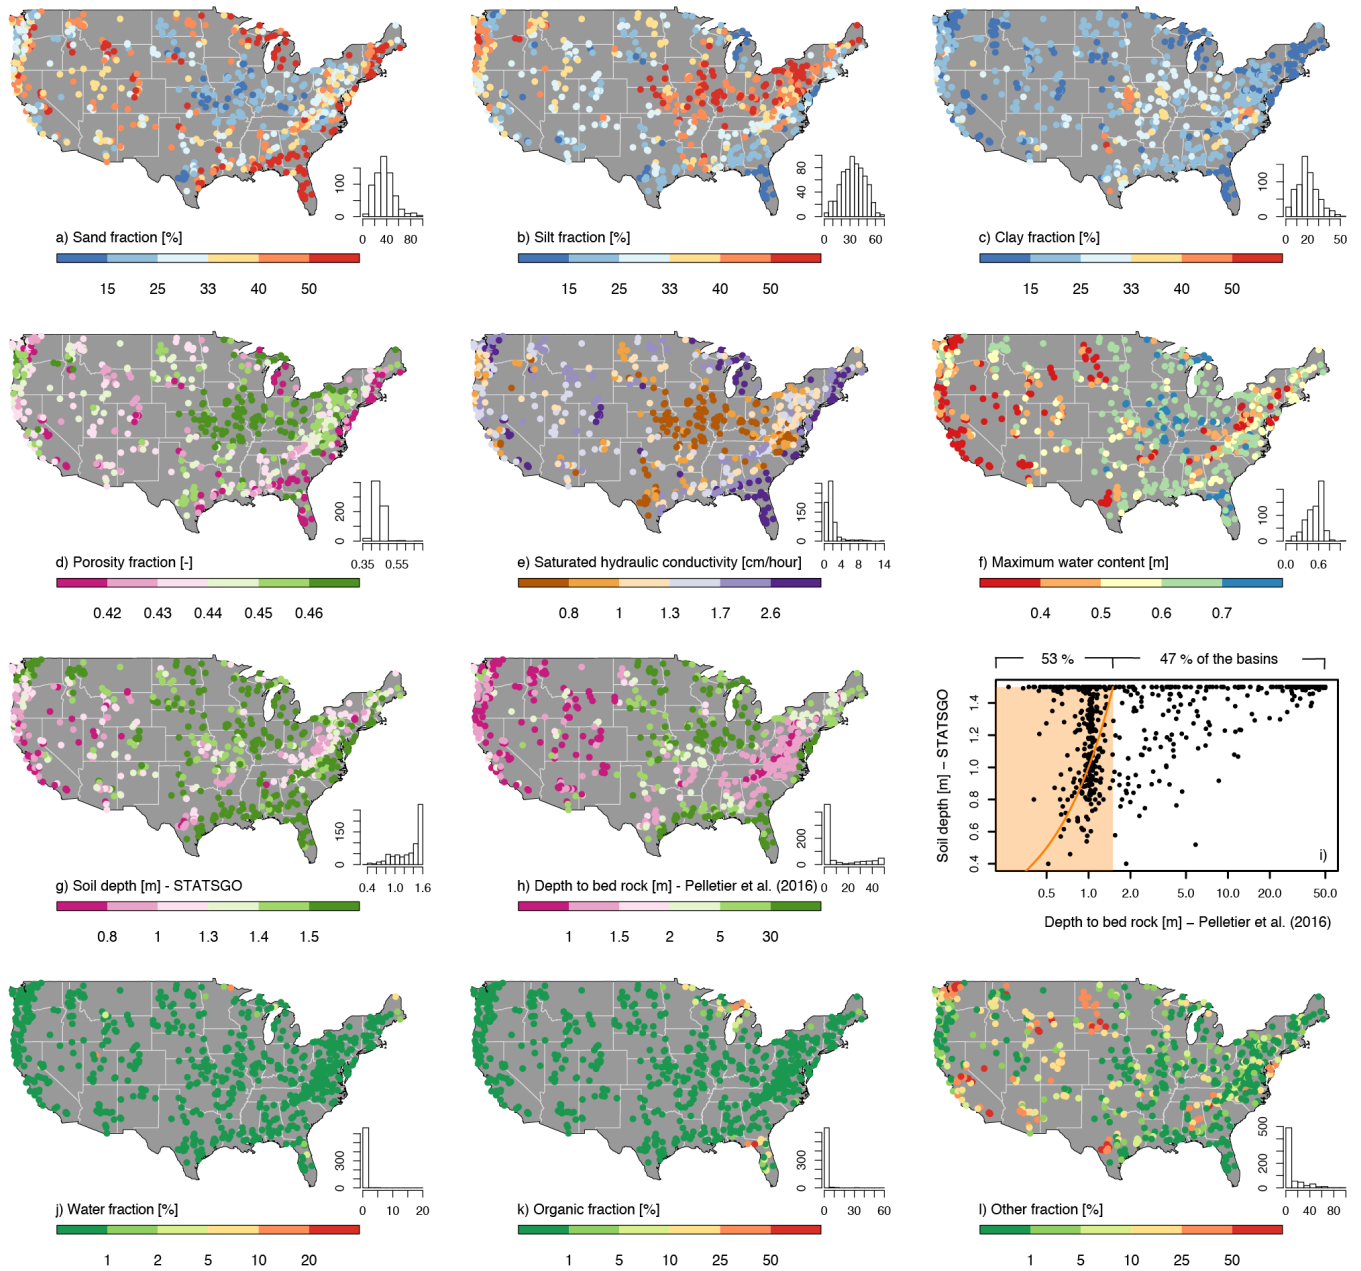 100
0
0 40 80
a) Sand fraction [%]
15 25 33 40 50
80
40
0
0 30 60
b) Silt fraction [%]
15 25 33 40 50
100
0
0 20 50
c) Clay fraction [%]
15 25 33 40 50
200
0
0.35 0.55
d) Porosity fraction [-]
0.42 0.43 0.44 0.45 0.46
150
0
0 4 8 14
e) Saturated hydraulic conductivity [cm/hour]
0.8 1 1.3 1.7 2.6
100
0
0.0 0.6
f) Maximum water content [m]
0.4 0.5 0.6 0.7
150
0
0.4 1.0 1.6
g) Soil depth [m] - STATSGO
0.8 1 1.3 1.4 1.5
200
0
0 20 40
h) Depth to bed rock [m] - Pelletier et al. (2016)
1 1.5 2 5 30
53 % 47 % of the basins
Soil depth [m] – STATSGO
1.4
1.2
1.0
0.8
0.6
0.4
i)
0.5 1.0 2.0 5.0 10.0 20.0 50.0
Depth to bed rock [m] – Pelletier et al. (2016)
300
0
0 10 20
j) Water fraction [%]
1 2 5 10 20
300
0
0 30 60
k) Organic fraction [%]
1 5 10 25 50
500
200
0
0 40 80
l) Other fraction [%]
1 5 10 25 50